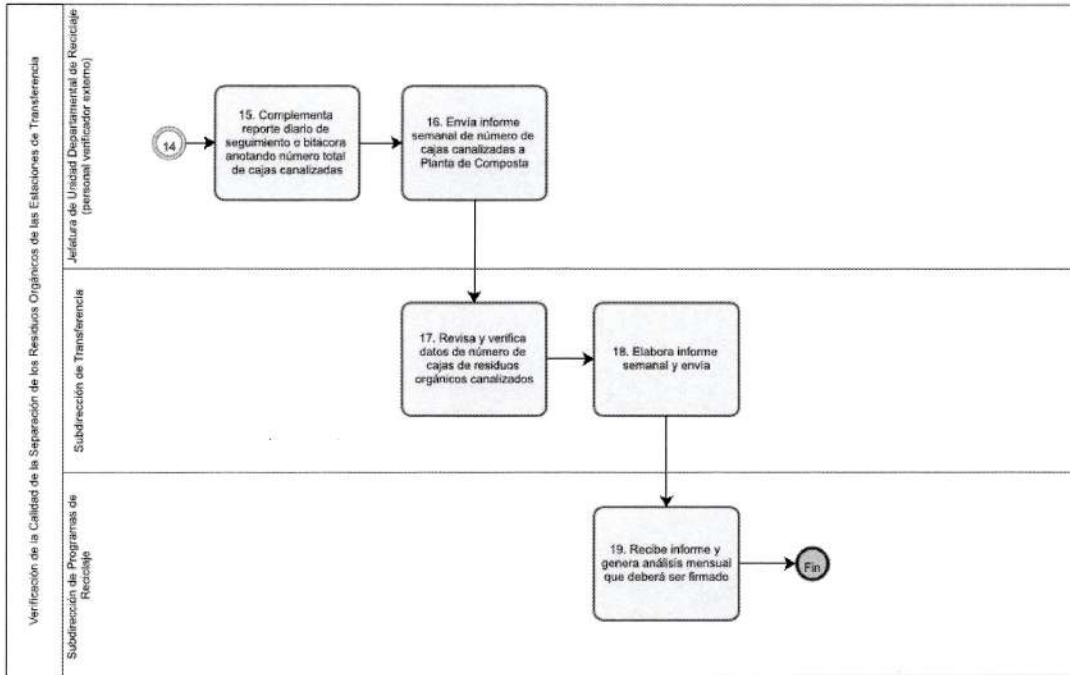 Verificación de la Calidad de la Separación de los Residuos Orgánicos de las Estaciones de Transferencia
Jefatura de Unidad Departamental de Reciclaje
(personal verificador externo)
14
15. Complementa
reporte diario de
seguimiento o bitácora
anotando número total
de cajas canalizadas
16. Envía informe
semanal de número de
cajas canalizadas a
Planta de Composta
Subdirección de Transferencia
17. Revisa y verifica
datos de número de
cajas de residuos
orgánicos canalizados
18. Elabora informe
semanal y envía
Subdirección de Programas de
Reciclaje
19. Recibe informe y
genera análisis mensual
que deberá ser firmado
Fin